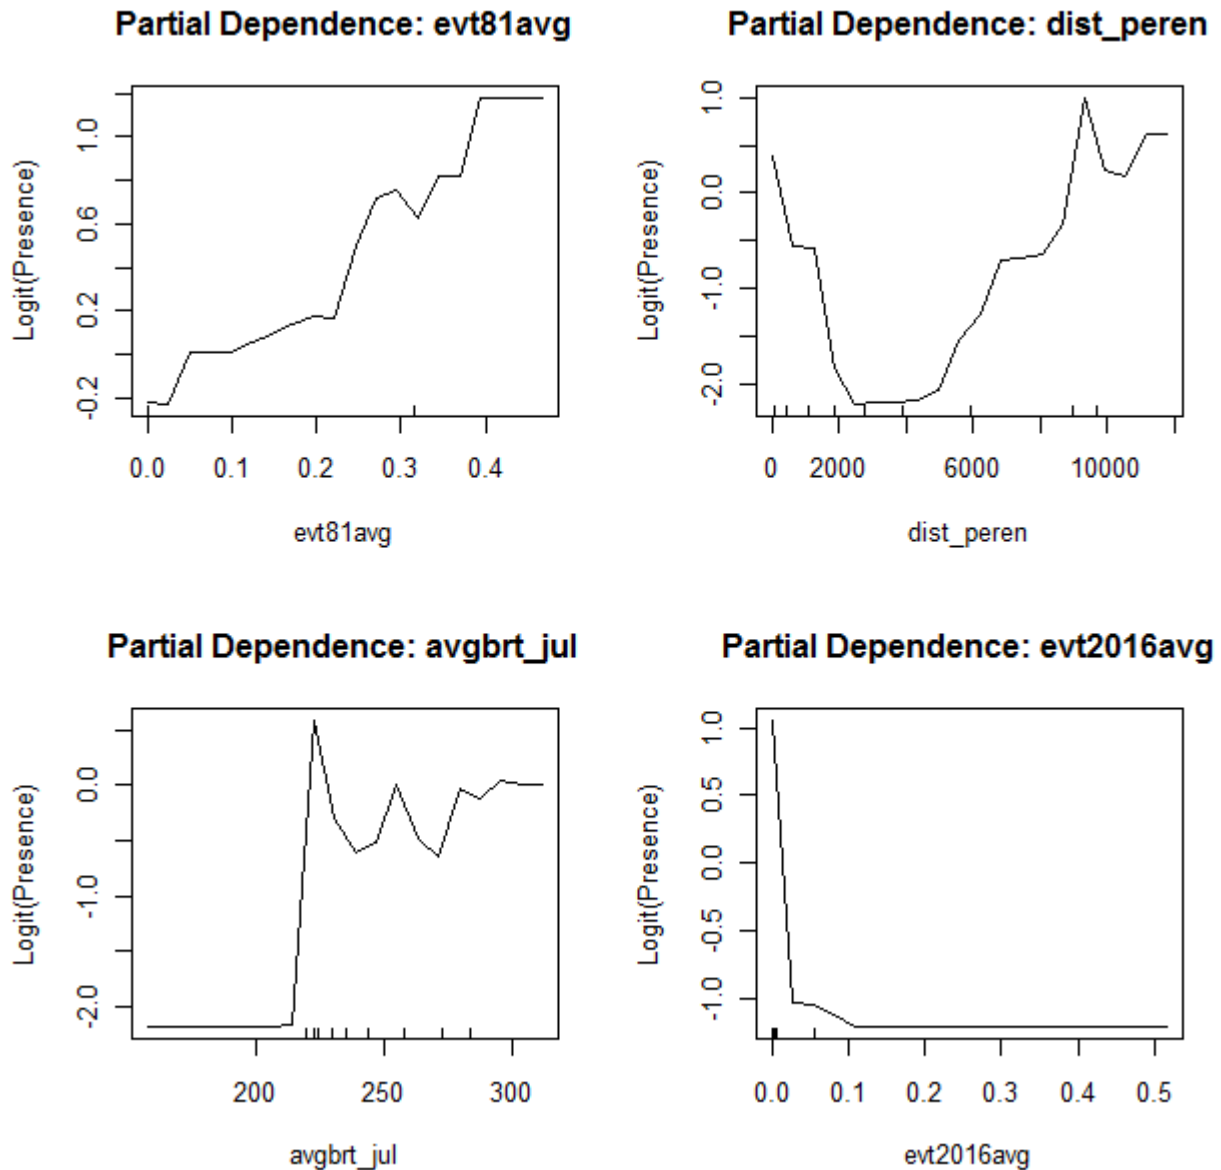 Partial Dependence: evt81avg
Logit(Presence)
1.0
0.6
0.2
-0.2
0.0 0.1 0.2 0.3 0.4
evt81avg
Partial Dependence: dist_peren
Logit(Presence)
1.0
0.0
-1.0
-2.0
0 2000 6000 10000
dist_peren
Partial Dependence: avgbrt_jul
Logit(Presence)
0.0
-1.0
-2.0
200 250 300
avgbrt_jul
Partial Dependence: evt2016avg
Logit(Presence)
1.0
0.5
0.0
-0.5
-1.0
0.0 0.1 0.2 0.3 0.4 0.5
evt2016avg